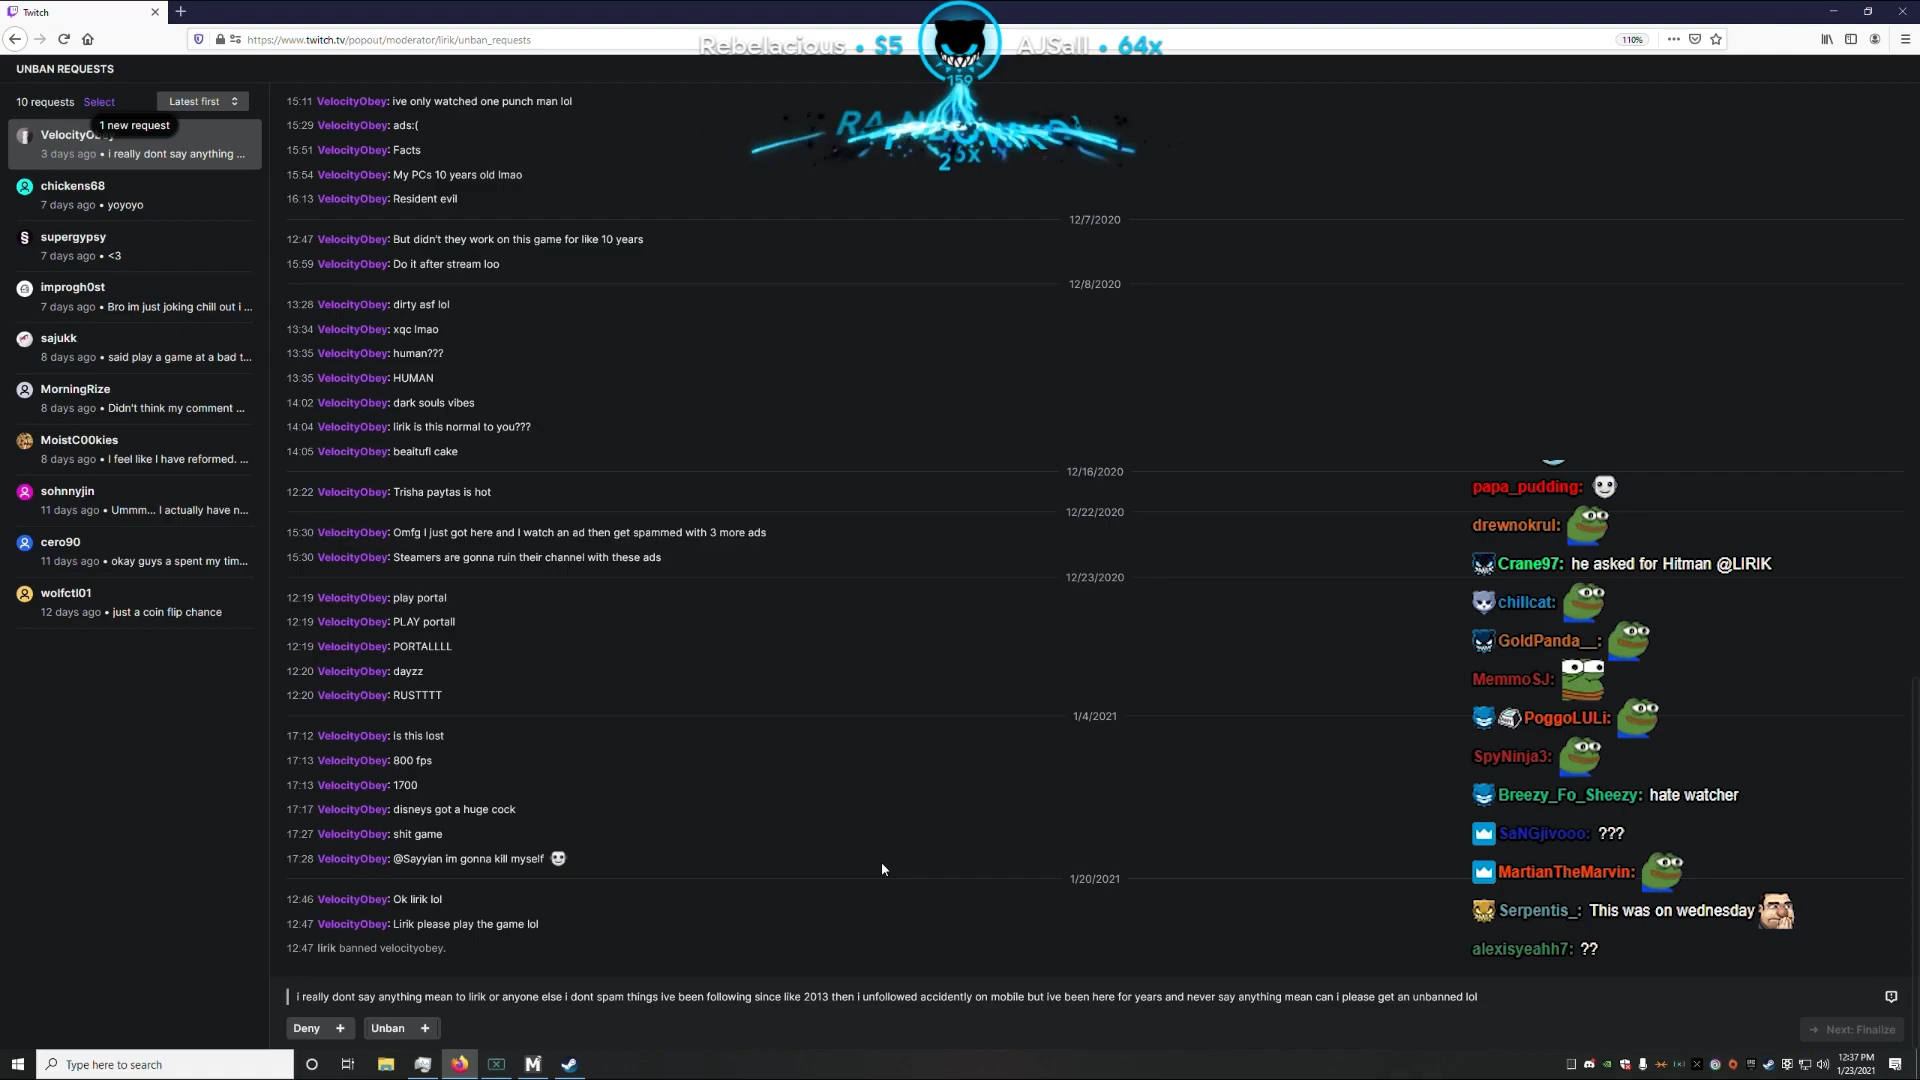 Twitch
https://www.twitch.tv/popout/moderator/lirik/unban_requests
110%
Rebelacious • $5
AJSall • 64x
159
UNBAN REQUESTS
10 requests Select Latest first
1 new request
3 days ago • i really dont say anything ...
chickens68
7 days ago • yoyoyo
supergypsy
7 days ago • <3
improgh0st
7 days ago • Bro im just joking chill out i ...
sajukk
8 days ago • said play a game at a bad t...
MorningRize
8 days ago • Didn't think my comment ...
MoistC00kies
8 days ago • I feel like I have reformed. ...
sohnnyjin
11 days ago • Ummm... I actually have n...
cero90
11 days ago • okay guys a spent my tim...
wolfctl01
12 days ago • just a coin flip chance
15:11 VelocityObey: ive only watched one punch man lol
15:29 VelocityObey: ads:(
15:51 VelocityObey: Facts
15:54 VelocityObey: My PCs 10 years old lmao
16:13 VelocityObey: Resident evil
12/7/2020
12:47 VelocityObey: But didn't they work on this game for like 10 years
15:59 VelocityObey: Do it after stream loo
12/8/2020
13:28 VelocityObey: dirty asf lol
13:34 VelocityObey: xqc lmao
13:35 VelocityObey: human???
13:35 VelocityObey: HUMAN
14:02 VelocityObey: dark souls vibes
14:04 VelocityObey: lirik is this normal to you???
14:05 VelocityObey: beaitufl cake
12/16/2020
12:22 VelocityObey: Trisha paytas is hot
12/22/2020
15:30 VelocityObey: Omfg I just got here and I watch an ad then get spammed with 3 more ads
15:30 VelocityObey: Steamers are gonna ruin their channel with these ads
12/23/2020
12:19 VelocityObey: play portal
12:19 VelocityObey: PLAY portall
12:19 VelocityObey: PORTALLLL
12:20 VelocityObey: dayzz
12:20 VelocityObey: RUSTTTT
1/4/2021
17:12 VelocityObey: is this lost
17:13 VelocityObey: 800 fps
17:13 VelocityObey: 1700
17:17 VelocityObey: disneys got a huge cock
17:27 VelocityObey: shit game
17:28 VelocityObey: @Sayyian im gonna kill myself
1/20/2021
12:46 VelocityObey: Ok lirik lol
12:47 VelocityObey: Lirik please play the game lol
12:47 lirik banned velocityobey.
i really dont say anything mean to lirik or anyone else i dont spam things ive been following since like 2013 then i unfollowed accidently on mobile but ive been here for years and never say anything mean can i please get an unbanned lol
Deny + Unban +
Next: Finalize
papa_pudding:
drewnokrul:
Crane97: he asked for Hitman @LIRIK
chillcat:
GoldPanda__:
MemmoSJ:
PoggoLULi:
SpyNinja3:
Breezy_Fo_Sheezy: hate watcher
SaNGjivooo: ???
MartianTheMarvin:
Serpentis_: This was on wednesday
alexisyeahh7: ??
Type here to search
12:37 PM
1/23/2021